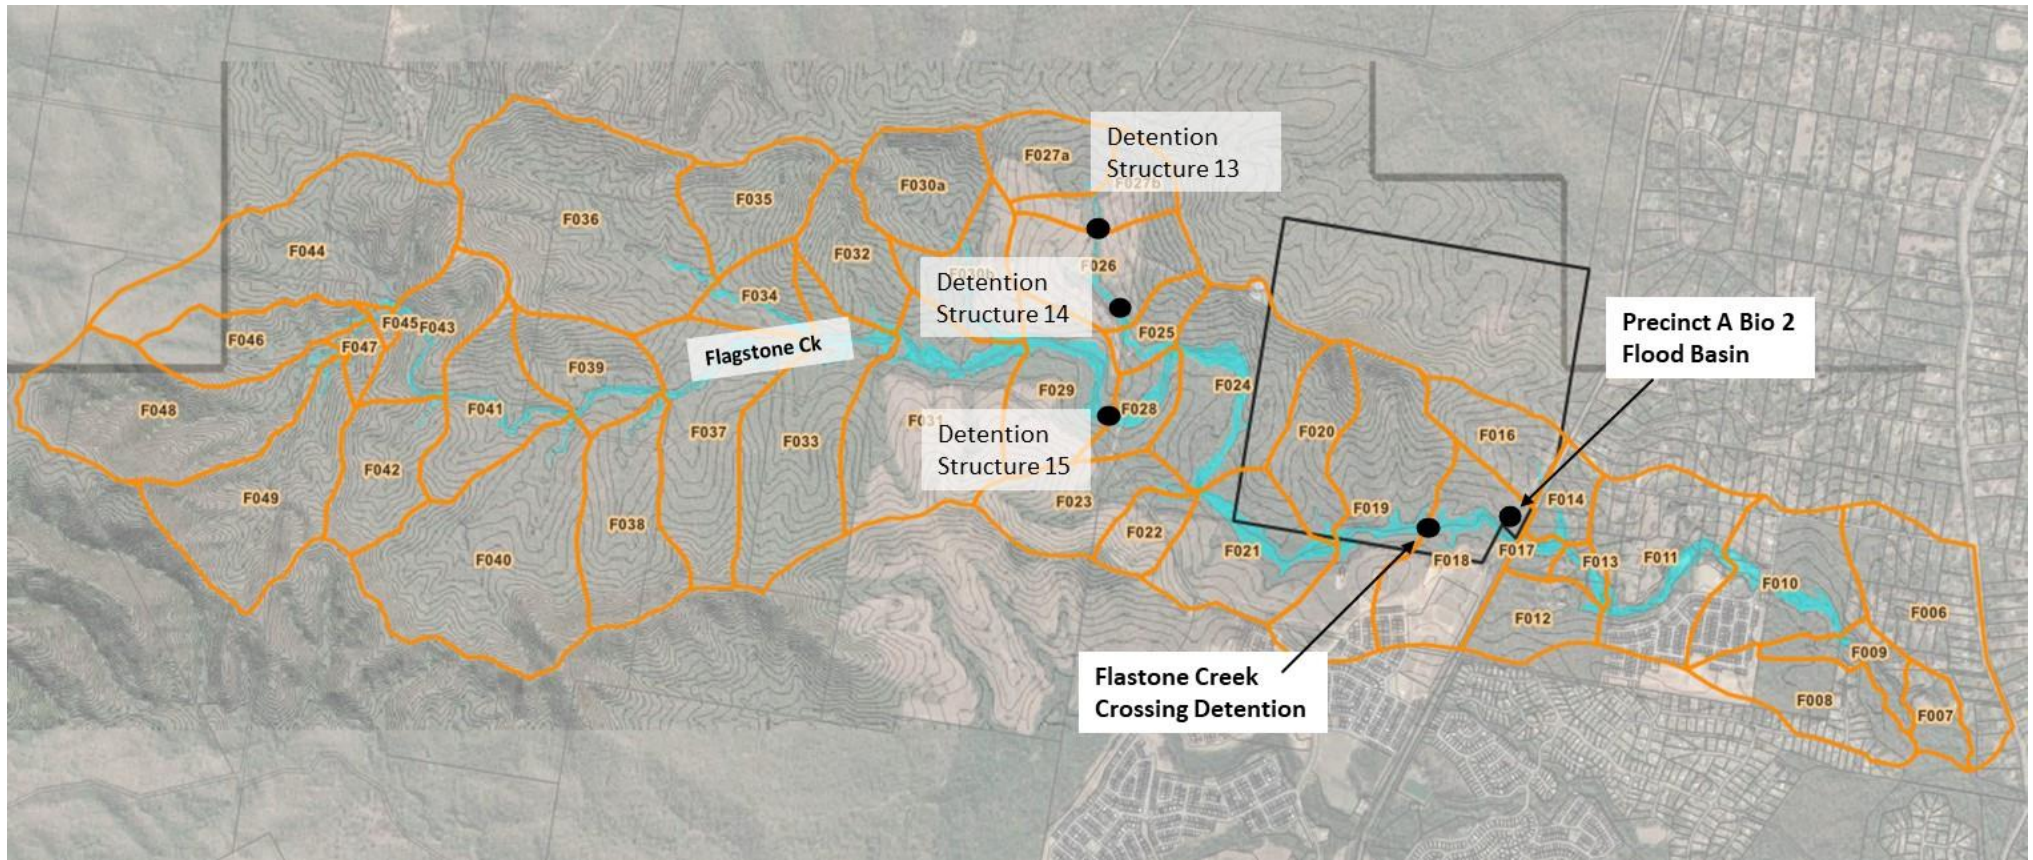 Detention
Structure 13
F027a
F027b
F030a
F035
F036
F044
F032
F026
F030b
Detention
Structure 14
F034
F045
F043
F046
F047
F025
Precinct A Bio 2
Flood Basin
Flagstone Ck
F039
F029
F024
F048
F041
F028
F031
F037
F033
F020
F016
Detention
Structure 15
F042
F049
F023
F019
F014
F038
F022
F040
F021
F018
F017
F013
F011
F010
F012
F006
F009
Flastone Creek
Crossing Detention
F008
F007